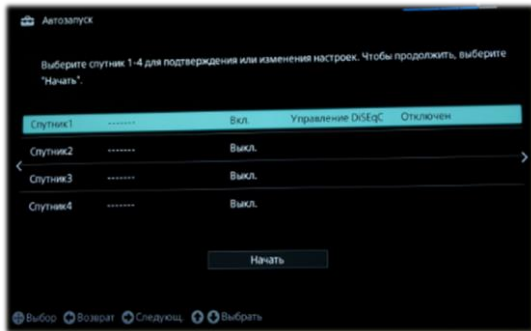 Автозапуск
Выберите спутник 1-4 для подтверждения или изменения настроек. Чтобы продолжить, выберите
"Начать".
Спутник1 ------- Вкл. Управление DiSEqC Отключен
Спутник2 ------- Выкл.
Спутник3 ------- Выкл.
Спутник4 ------- Выкл.
Начать
Выбор Возврат Следующ. Выбрать